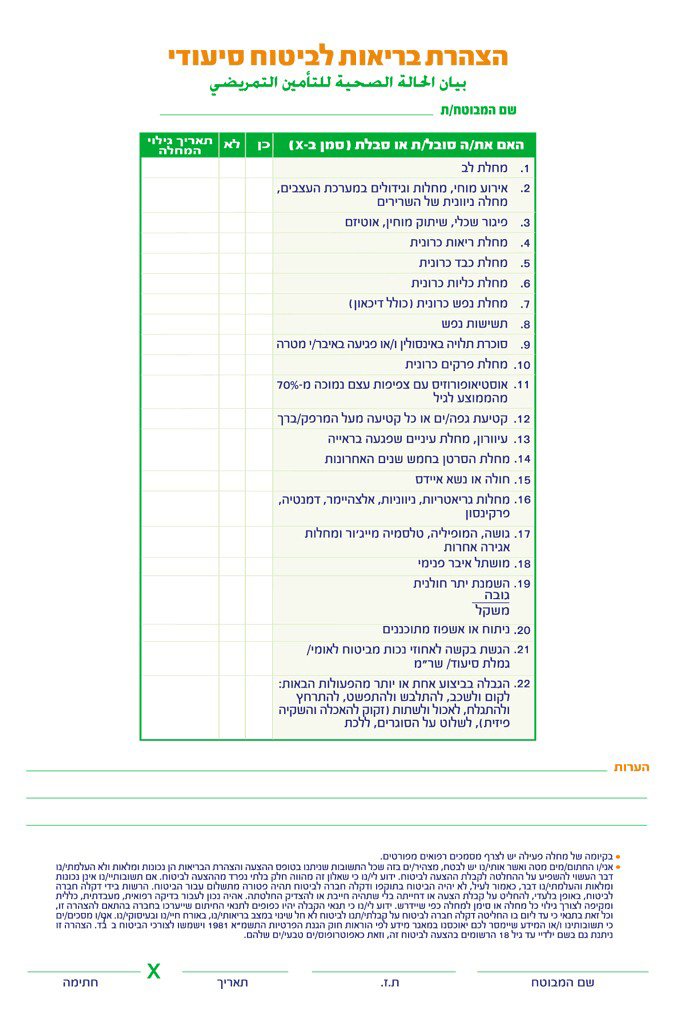 הצהרת בריאות לביטוח סיעודי
بيان الحالة الصحية للتأمين التمريضي
שם המבוטח/ת
האם את/ה סובל/ת או סבלת (סמן ב-X) כן לא תאריך גילוי המחלה
1. מחלת לב
2. אירוע מוחי, מחלות וגידולים במערכת העצבים,
מחלה ניוונית של השרירים
3. פיגור שכלי, שיתוק מוחין, אוטיזם
4. מחלת ריאות כרונית
5. מחלת כבד כרונית
6. מחלת כליות כרונית
7. מחלת נפש כרונית (כולל דיכאון)
8. תשישות נפש
9. סוכרת תלויה באינסולין ו/או פגיעה באיבר/י מטרה
10. מחלת פרקים כרונית
11. אוסטיאופורוזיס עם צפיפות עצם נמוכה מ-70%
מהממוצע לגיל
12. קטיעת גפה/ים או כל קטיעה מעל המרפק/ברך
13. עיוורון, מחלת עיניים שפגעה בראייה
14. מחלת הסרטן בחמש שנים האחרונות
15. חולה או נשא איידס
16. מחלות גריאטריות, ניווניות, אלצהיימר, דמנטיה,
פרקינסון
17. גושה, המופיליה, טלסמיה מייג'ור ומחלות
אגירה אחרות
18. מושתל איבר פנימי
19. השמנת יתר חולנית
גובה
משקל
20. ניתוח או אשפוז מתוכננים
21. הגשת בקשה לאחוזי נכות מביטוח לאומי/
גמלת סיעוד/ שר"מ
22. הגבלה בביצוע אחת או יותר מהפעולות הבאות:
לקום ולשכב, להתלבש ולהתפשט, להתרחץ
ולהתגלח, לאכול ולשתות (זקוק להאכלה והשקיה
פיזית), לשלוט על הסוגרים, ללכת
הערות
• בקיומה של מחלה פעילה יש לצרף מסמכים רפואים מפורטים.
• אני/ו החתום/מים מטה ואשר אותי/נו יש לבטח, מצהיר/ים בזה שכל התשובות שניתנו בטופס ההצעה והצהרת הבריאות הן נכונות ומלאות ולא העלמתי/נו
דבר העשוי להשפיע על ההחלטה לקבלת ההצעה לביטוח. ידוע לי/נו כי שאלון זה מהווה חלק בלתי נפרד מההצעה לביטוח. אם תשובותיי/נו אינן נכונות
ומלאות והעלמתי/נו דבר, כאמור לעיל, לא יהיה הביטוח בתוקפו ודקלה חברה לביטוח תהיה פטורה מתשלום עבור הביטוח. הרשות בידי דקלה חברה
לביטוח, באופן בלעדי, להחליט על קבלת הצעה או דחייתה בלי שתהיה חייבת או להצדיק החלטתה. אהיה נכון לעבור בדיקה רפואית, מעבדתית, כללית
ומקיפה לצורך גילוי כל מחלה או סימן למחלה כפי שיידרש. ידוע לי/נו כי תנאי הקבלה יהיו כפופים לתנאי החיתום שייערכו בחברה בהתאם להצהרה זו,
וכל זאת בתנאי כי עד ליום בו החליטה דקלה חברה לביטוח על קבלתי/תנו לביטוח לא חל שינוי במצב בריאותי/נו, באורח חיי/נו ובעיסוקי/נו. אני/ו מסכים/ים
כי תשובותינו ו/או המידע שיימסר לכם יאוכסנו במאגר מידע לפי הוראות חוק הגנת הפרטיות התשמ"א 1981 וישמשו לצורכי הביטוח בלבד. הצהרה זו
ניתנת גם בשם ילדיי עד גיל 18 הרשומים בהצעה לביטוח זה, וזאת כאפוטרופוס/ים טבעי/ים שלהם.
X
שם המבוטח ת.ז. תאריך חתימה